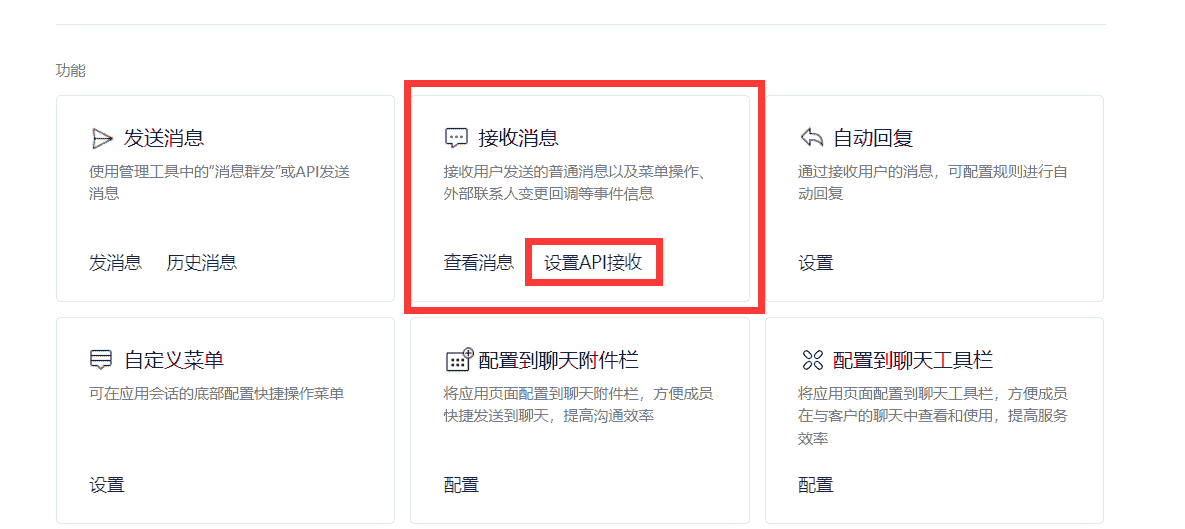 功能
发送消息
使用管理工具中的“消息群发”或API发送
消息
发消息 历史消息
接收消息
接收用户发送的普通消息以及菜单操作、
外部联系人变更回调等事件信息
查看消息 设置API接收
自动回复
通过接收用户的消息，可配置规则进行自
动回复
设置
自定义菜单
可在应用会话的底部配置快捷操作菜单
设置
配置到聊天附件栏
将应用页面配置到聊天附件栏，方便成员
快捷发送到聊天，提高沟通效率
配置
配置到聊天工具栏
将应用页面配置到聊天工具栏，方便成员
在与客户的聊天中查看和使用，提高服务
效率
配置